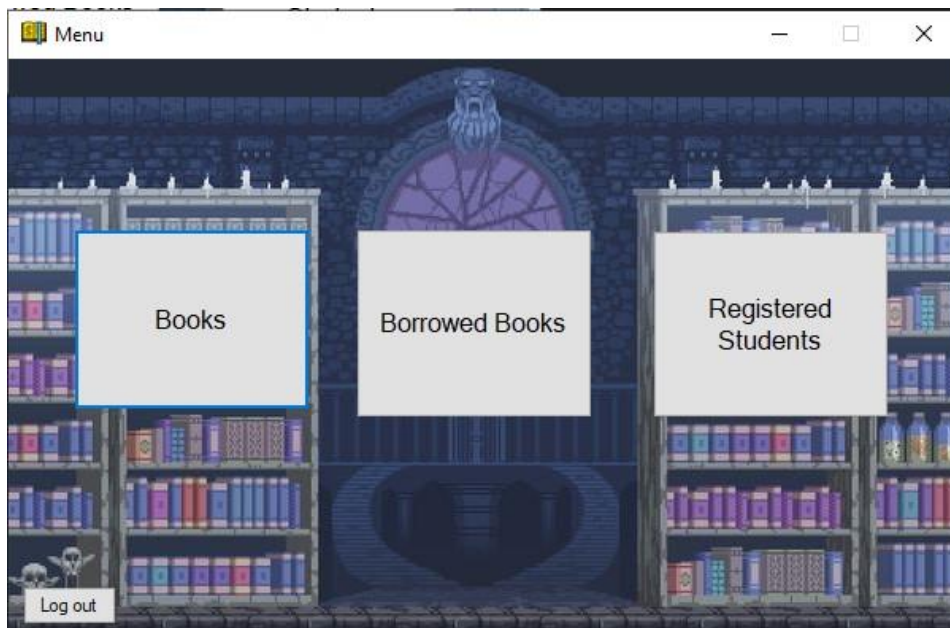 Menu
Books
Borrowed Books
Registered
Students
Log out